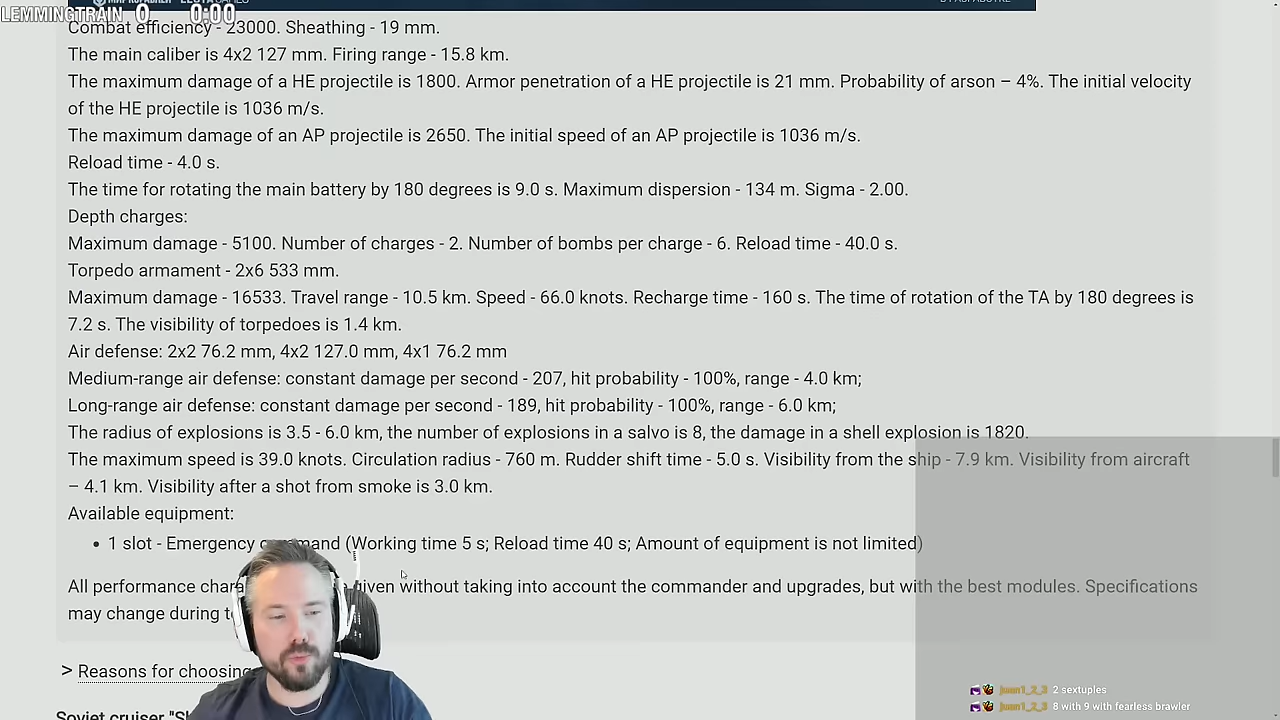 LEMMINGTRAIN 0 0:00
Combat efficiency - 23000. Sheathing - 19 mm.
The main caliber is 4x2 127 mm. Firing range - 15.8 km.
The maximum damage of a HE projectile is 1800. Armor penetration of a HE projectile is 21 mm. Probability of arson – 4%. The initial velocity
of the HE projectile is 1036 m/s.
The maximum damage of an AP projectile is 2650. The initial speed of an AP projectile is 1036 m/s.
Reload time - 4.0 s.
The time for rotating the main battery by 180 degrees is 9.0 s. Maximum dispersion - 134 m. Sigma - 2.00.
Depth charges:
Maximum damage - 5100. Number of charges - 2. Number of bombs per charge - 6. Reload time - 40.0 s.
Torpedo armament - 2x6 533 mm.
Maximum damage - 16533. Travel range - 10.5 km. Speed - 66.0 knots. Recharge time - 160 s. The time of rotation of the TA by 180 degrees is
7.2 s. The visibility of torpedoes is 1.4 km.
Air defense: 2x2 76.2 mm, 4x2 127.0 mm, 4x1 76.2 mm
Medium-range air defense: constant damage per second - 207, hit probability - 100%, range - 4.0 km;
Long-range air defense: constant damage per second - 189, hit probability - 100%, range - 6.0 km;
The radius of explosions is 3.5 - 6.0 km, the number of explosions in a salvo is 8, the damage in a shell explosion is 1820.
The maximum speed is 39.0 knots. Circulation radius - 760 m. Rudder shift time - 5.0 s. Visibility from the ship - 7.9 km. Visibility from aircraft
– 4.1 km. Visibility after a shot from smoke is 3.0 km.
Available equipment:
• 1 slot - Emergency (Working time 5 s; Reload time 40 s; Amount of equipment is not limited)
All performance given without taking into account the commander and upgrades, but with the best modules. Specifications
may change during
> Reasons for choosing
Soviet cruiser
juan1_2_3 2 sextuples
juan1_2_3 8 with 9 with fearless brawler